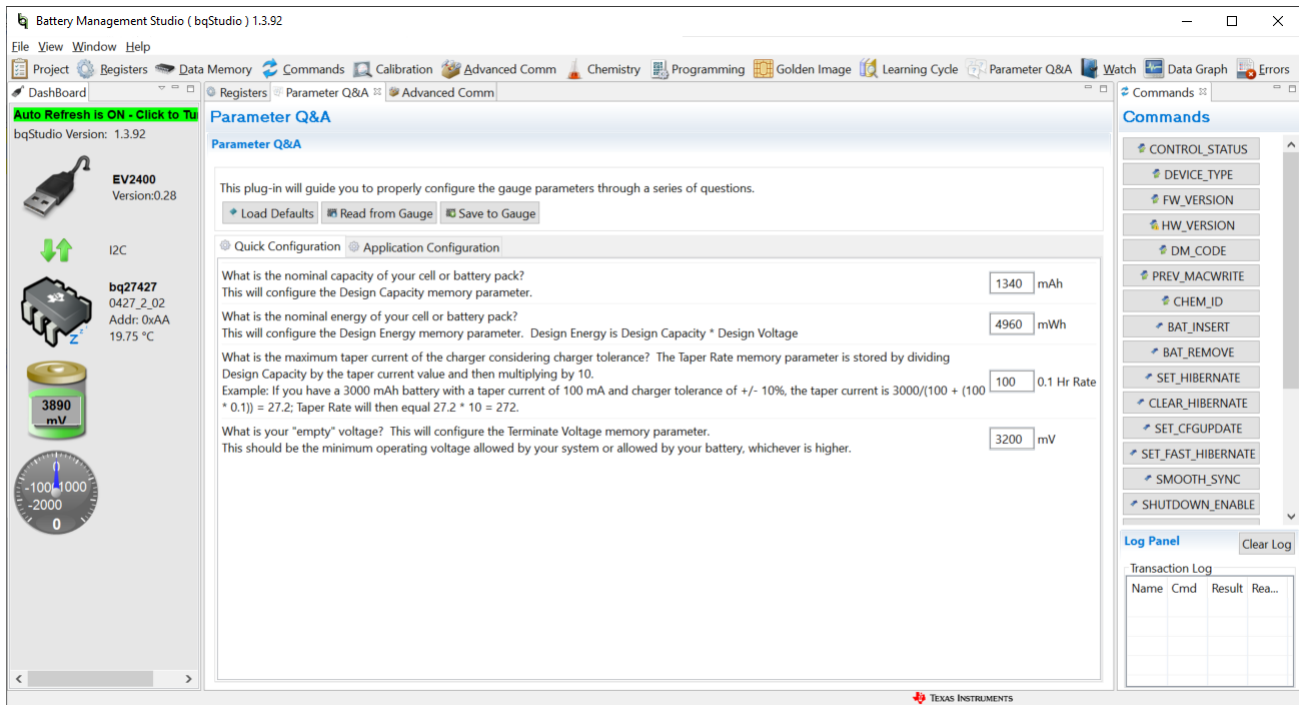 Battery Management Studio ( bqStudio ) 1.3.92
File View Window Help
Project Registers Data Memory Commands Calibration Advanced Comm Chemistry Programming Golden Image Learning Cycle Parameter Q&A Watch Data Graph Errors
DashBoard
Auto Refresh is ON - Click to Tu
bqStudio Version: 1.3.92
EV2400
Version:0.28
I2C
bq27427
0427_2_02
Addr: 0xAA
19.75 °C
z z
3890
mV
0
-100 1000
-2000
0
Registers Parameter Q&A Advanced Comm
Parameter Q&A
Parameter Q&A
This plug-in will guide you to properly configure the gauge parameters through a series of questions.
Load Defaults Read from Gauge Save to Gauge
Quick Configuration Application Configuration
What is the nominal capacity of your cell or battery pack?
This will configure the Design Capacity memory parameter.
1340 mAh
What is the nominal energy of your cell or battery pack?
This will configure the Design Energy memory parameter. Design Energy is Design Capacity * Design Voltage
4960 mWh
What is the maximum taper current of the charger considering charger tolerance? The Taper Rate memory parameter is stored by dividing
Design Capacity by the taper current value and then multiplying by 10.
Example: If you have a 3000 mAh battery with a taper current of 100 mA and charger tolerance of +/- 10%, the taper current is 3000/(100 + (100
* 0.1)) = 27.2; Taper Rate will then equal 27.2 * 10 = 272.
100 0.1 Hr Rate
What is your "empty" voltage? This will configure the Terminate Voltage memory parameter.
This should be the minimum operating voltage allowed by your system or allowed by your battery, whichever is higher.
3200 mV
Commands
Commands
CONTROL_STATUS
DEVICE_TYPE
FW_VERSION
HW_VERSION
DM_CODE
PREV_MACWRITE
CHEM_ID
BAT_INSERT
BAT_REMOVE
SET_HIBERNATE
CLEAR_HIBERNATE
SET_CFGUPDATE
SET_FAST_HIBERNATE
SMOOTH_SYNC
SHUTDOWN_ENABLE
Log Panel
Clear Log
Transaction Log
Name Cmd Result Rea...
TEXAS INSTRUMENTS